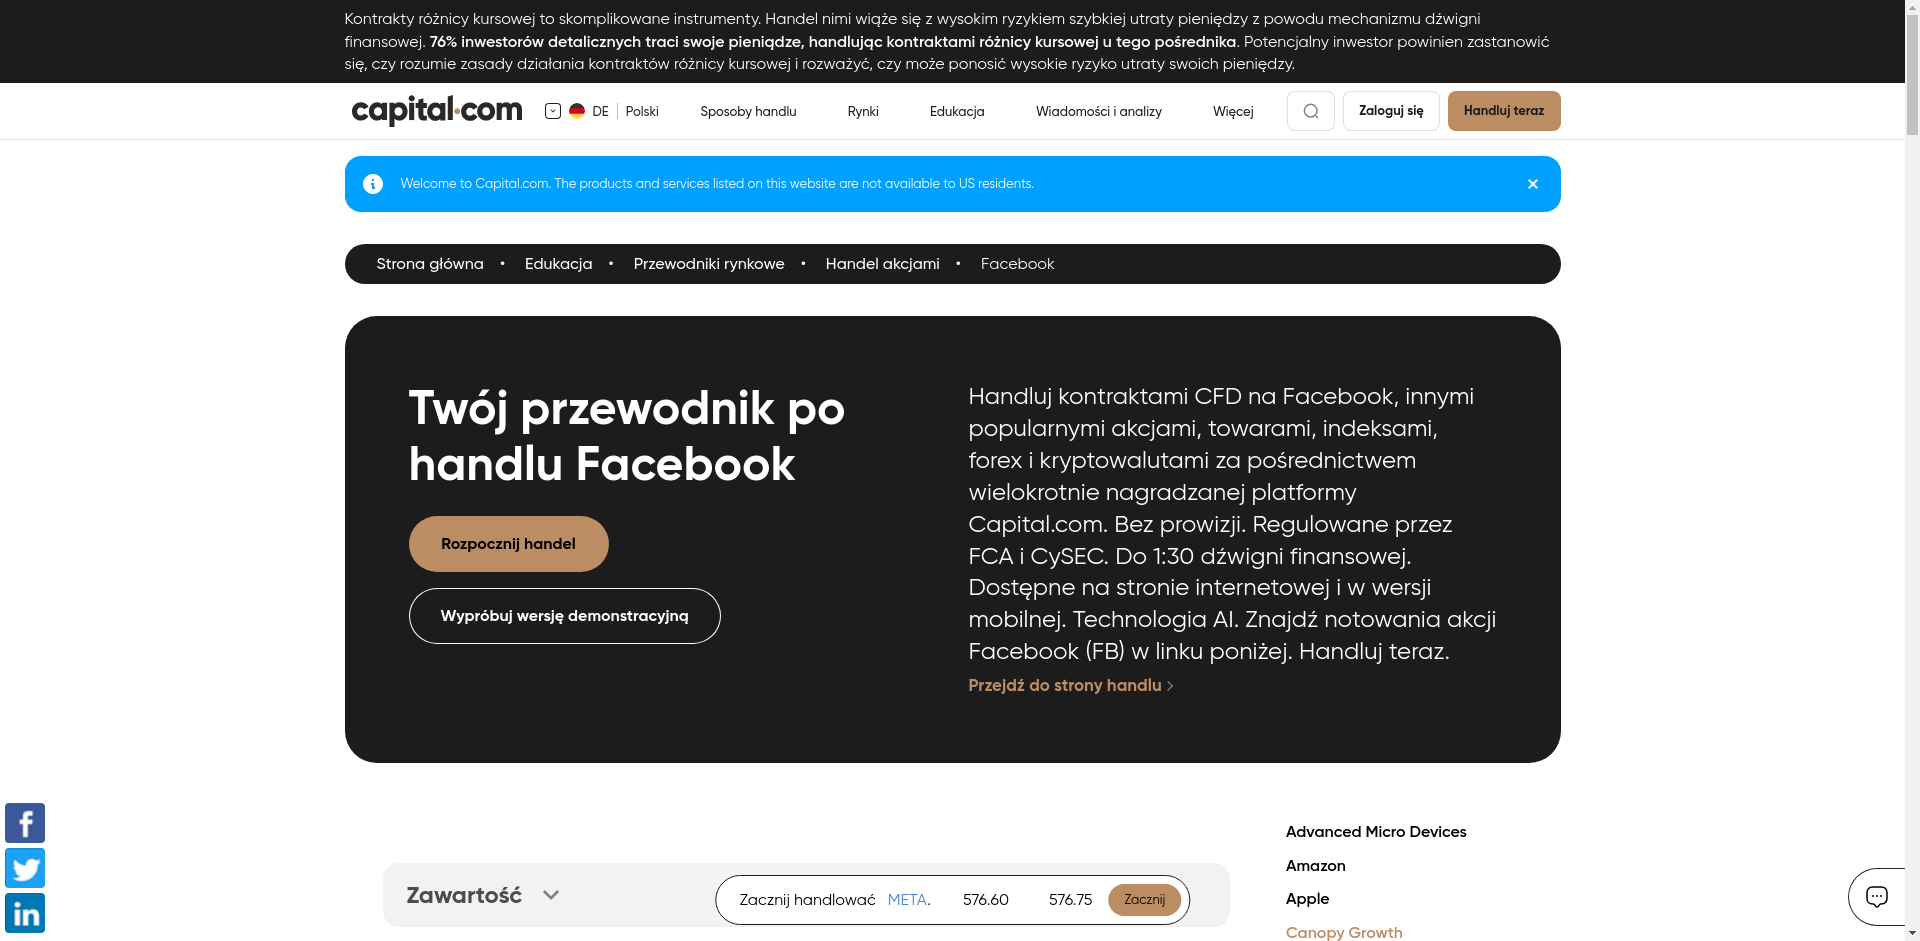 Kontrakty różnicy kursowej to skomplikowane instrumenty. Handel nimi wiąże się z wysokim ryzykiem szybkiej utraty pieniędzy z powodu mechanizmu dźwigni
finansowej. 76% inwestorów detalicznych traci swoje pieniądze, handlując kontraktami różnicy kursowej u tego pośrednika. Potencjalny inwestor powinien zastanowić
się, czy rozumie zasady działania kontraktów różnicy kursowej i rozważyć, czy może ponosić wysokie ryzyko utraty swoich pieniędzy.
capital.com DE Polski Sposoby handlu Rynki Edukacja Wiadomości i analizy Więcej Zaloguj się Handluj teraz
Welcome to Capital.com. The products and services listed on this website are not available to US residents.
Strona główna • Edukacja • Przewodniki rynkowe • Handel akcjami • Facebook
Twój przewodnik po
handlu Facebook
Rozpocznij handel
Wypróbuj wersję demonstracyjną
Handluj kontraktami CFD na Facebook, innymi
popularnymi akcjami, towarami, indeksami,
forex i kryptowalutami za pośrednictwem
wielokrotnie nagradzanej platformy
Capital.com. Bez prowizji. Regulowane przez
FCA i CySEC. Do 1:30 dźwigni finansowej.
Dostępne na stronie internetowej i w wersji
mobilnej. Technologia AI. Znajdź notowania akcji
Facebook (FB) w linku poniżej. Handluj teraz.
Przejdź do strony handlu
Zawartość
Zacznij handlować META. 576.60 576.75 Zacznij
Advanced Micro Devices
Amazon
Apple
Canopy Growth